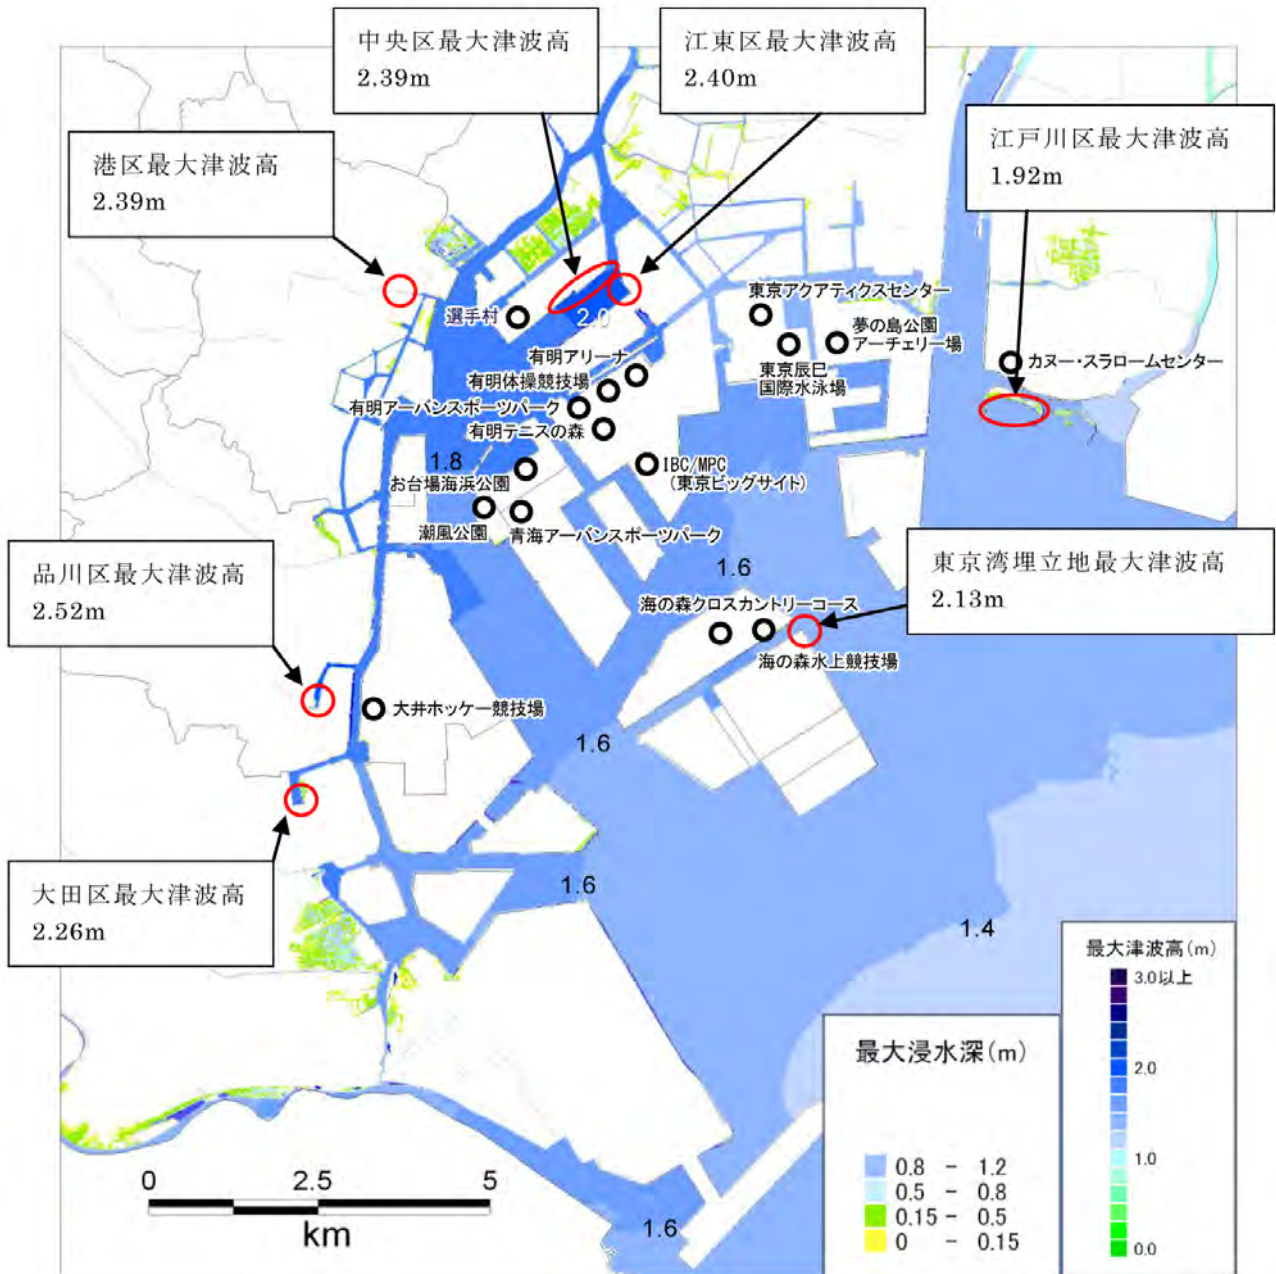 中央区最大津波高
2.39m
江東区最大津波高
2.40m
港区最大津波高
2.39m
江戸川区最大津波高
1.92m
選手村
2.0
東京アクアティクスセンター
夢の島公園
アーチェリー場
東京辰巳
国際水泳場
カヌー・スラロームセンター
有明アリーナ
有明体操競技場
有明アーバンスポーツパーク
有明テニスの森
1.8
お台場海浜公園
IBC/MPC
(東京ビッグサイト)
潮風公園
青海アーバンスポーツパーク
品川区最大津波高
2.52m
1.6
東京湾埋立地最大津波高
2.13m
海の森クロスカントリーコース
海の森水上競技場
大井ホッケー競技場
1.6
大田区最大津波高
2.26m
1.6
1.4
最大津波高(m)
3.0以上
2.0
1.0
0.0
最大浸水深(m)
0.8 - 1.2
0.5 - 0.8
0.15 - 0.5
0 - 0.15
0 2.5 5
km
1.6